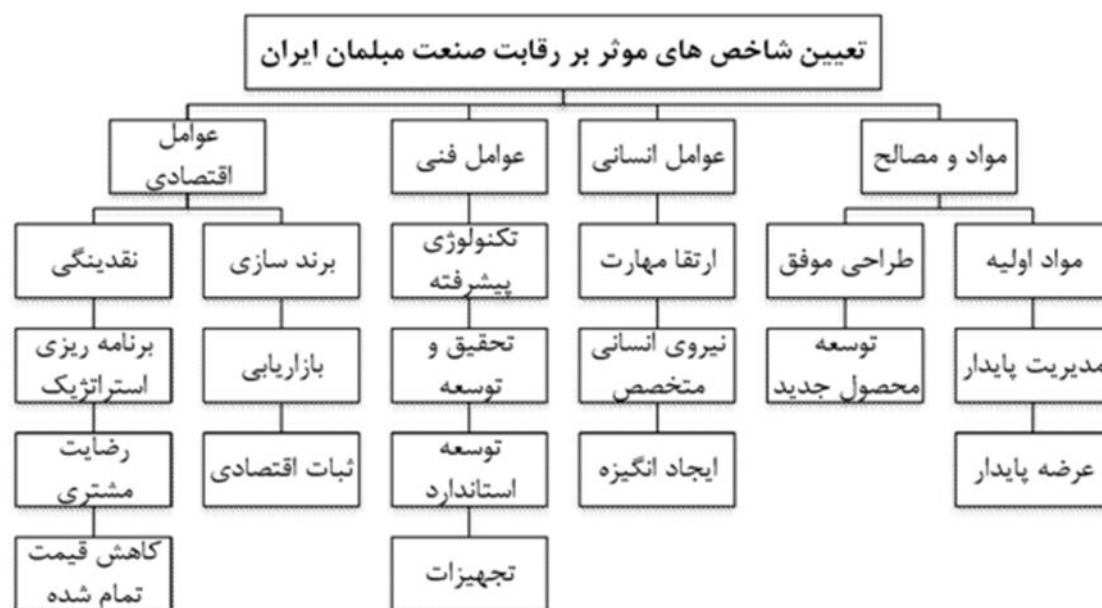 تعیین شاخص های موثر بر رقابت صنعت مبلمان ایران
مواد و مصالح
عوامل انسانی
عوامل فنی
عوامل
اقتصادی
مواد اولیه
طراحی موفق
ارتقا مهارت
تکنولوژی
پیشرفته
برند سازی
نقدینگی
مدیریت پایدار
توسعه
محصول جدید
نیروی انسانی
متخصص
تحقیق و
توسعه
بازاریابی
برنامه ریزی
استراتژیک
عرضه پایدار
ایجاد انگیزه
توسعه
استاندارد
ثبات اقتصادی
رضایت
مشتری
تجهیزات
کاهش قیمت
تمام شده